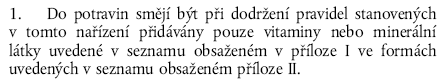 1. Do potravin smějí být při dodržení pravidel stanovených
v tomto nařízení přidávány pouze vitaminy nebo minerální
látky uvedené v seznamu obsaženém v příloze I ve formách
uvedených v seznamu obsaženém příloze II.